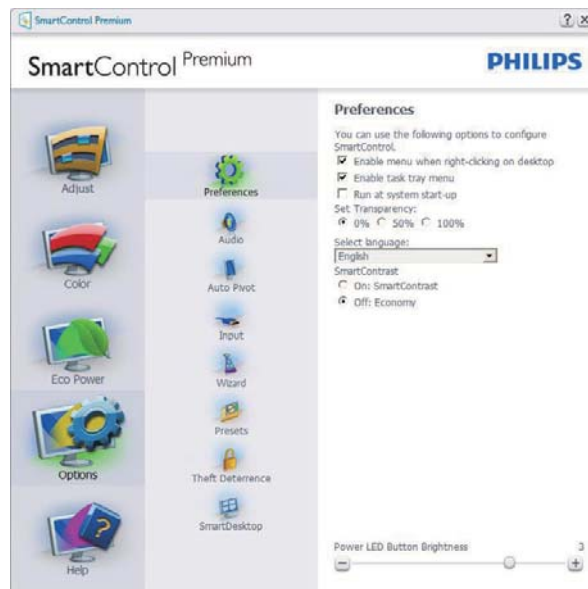 SmartControl Premium
? X
SmartControl Premium
PHILIPS
Adjust
Color
Eco Power
Options
Help
Preferences
Audio
Auto Pivot
Input
Wizard
Presets
Theft Deterrence
SmartDesktop
Preferences
You can use the following options to configure
SmartControl.
Enable menu when right-clicking on desktop
Enable task tray menu
Run at system start-up
Set Transparency:
0% 50% 100%
Select language:
English
SmartContrast
On: SmartContrast
Off: Economy
Power LED Button Brightness 3
- +